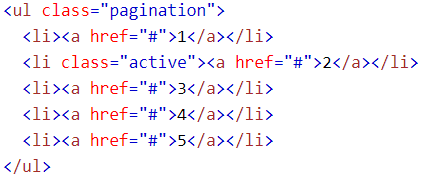 <ul class="pagination">
  <li><a href="#">1</a></li>
  <li class="active"><a href="#">2</a></li>
  <li><a href="#">3</a></li>
  <li><a href="#">4</a></li>
  <li><a href="#">5</a></li>
</ul>